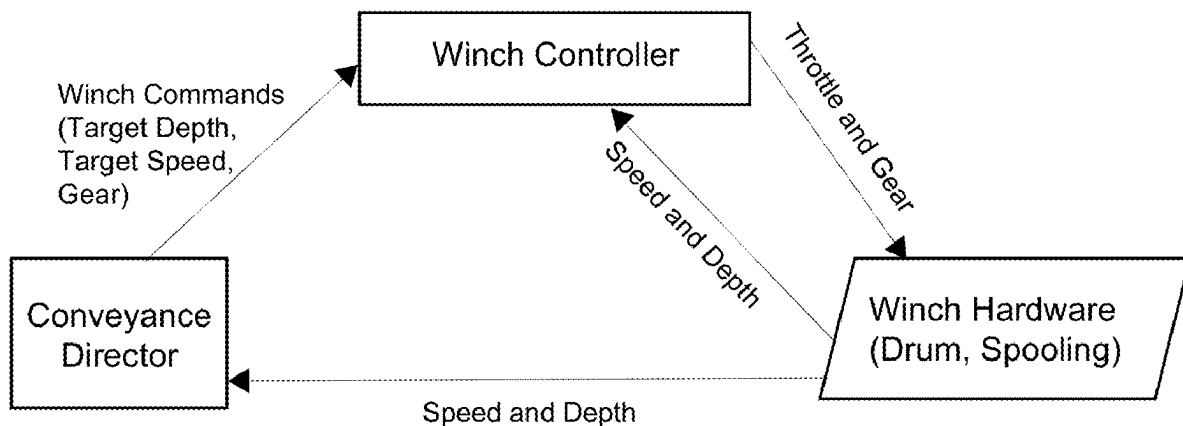 Winch Controller
Winch Commands
(Target Depth,
Target Speed,
Gear)
Throttle and Gear
Speed and Depth
Conveyance
Director
Winch Hardware
(Drum, Spooling)
Speed and Depth